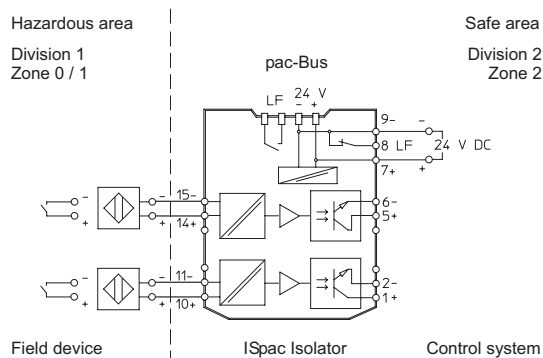 Hazardous area
Safe area
Division 1
Zone 0 / 1
Division 2
Zone 2
pac-Bus
LF 24 V
- +
9-
-
8 LF
24 V DC
7+
+
- - 15- 6-
+ + 14+ 5+
- - 11- 2-
+ + 10+ 1+
Field device
ISpac Isolator
Control system